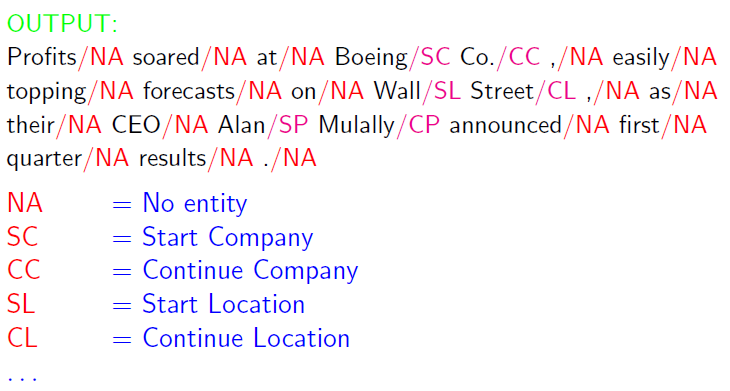 OUTPUT:
Profits/NA soared/NA at/NA Boeing/SC Co./CC ,/NA easily/NA
topping/NA forecasts/NA on/NA Wall/SL Street/CL ,/NA as/NA
their/NA CEO/NA Alan/SP Mulally/CP announced/NA first/NA
quarter/NA results/NA ./NA
NA = No entity
SC = Start Company
CC = Continue Company
SL = Start Location
CL = Continue Location
...